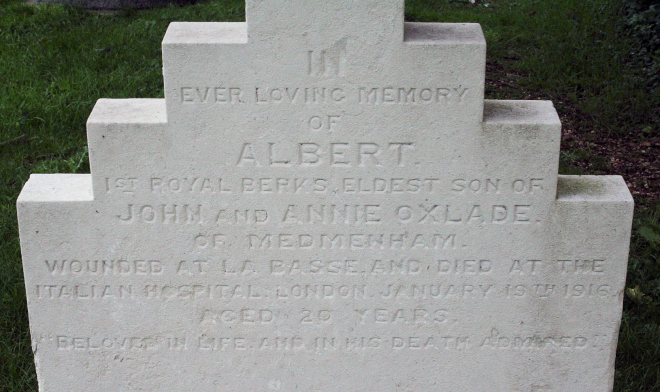 IN
EVER LOVING MEMORY
OF
ALBERT.
1ST ROYAL BERKS, ELDEST SON OF
JOHN AND ANNIE OXLADE.
OF MEDMENHAM.
WOUNDED AT LA BASSE, AND DIED AT THE
ITALIAN HOSPITAL, LONDON, JANUARY 19TH 1916,
AGED 20 YEARS.
"BELOVED IN LIFE, AND IN HIS DEATH ADMIRED"